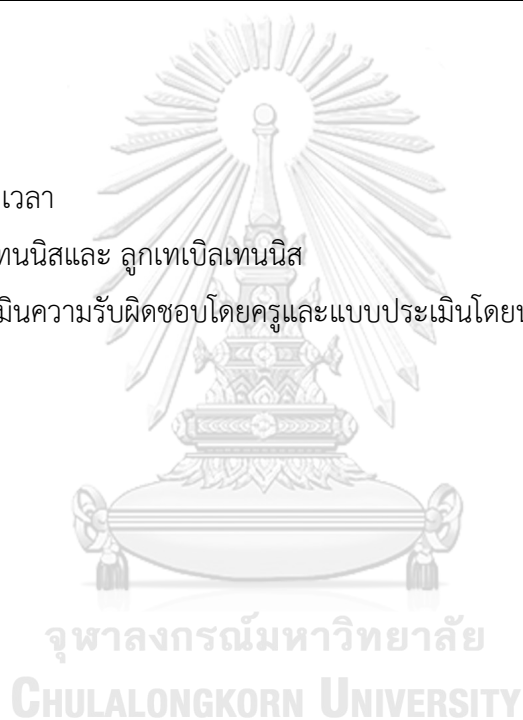 เวลา
ทนนิสและ ลูกเทเบิลเทนนิส
มินความรับผิดชอบโดยครูและแบบประเมินโดย
จุฬาลงกรณ์มหาวิทยาลัย
CHULALONGKORN UNIVERSITY